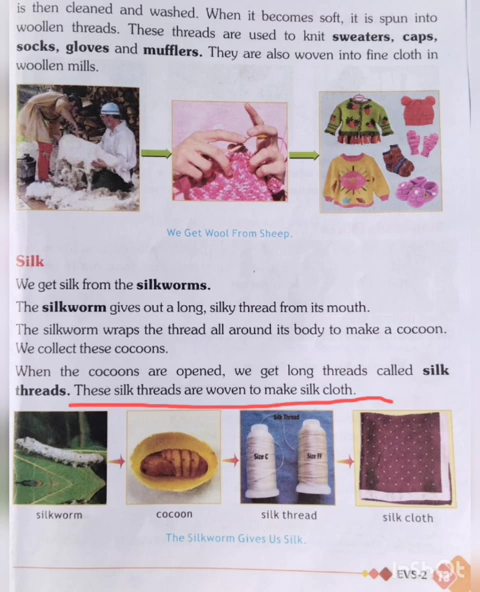 is then cleaned and washed. When it becomes soft, it is spun into
woollen threads. These threads are used to knit sweaters, caps,
socks, gloves and mufflers. They are also woven into fine cloth in
woollen mills.
We Get Wool From Sheep.
Silk
We get silk from the silkworms.
The silkworm gives out a long, silky thread from its mouth.
The silkworm wraps the thread all around its body to make a cocoon.
We collect these cocoons.
When the cocoons are opened, we get long threads called silk
threads. These silk threads are woven to make silk cloth.
Silk Thread
Size C
Size FF
silkworm
cocoon
silk thread
silk cloth
The Silkworm Gives Us Silk.
EVS-2
13
InShot